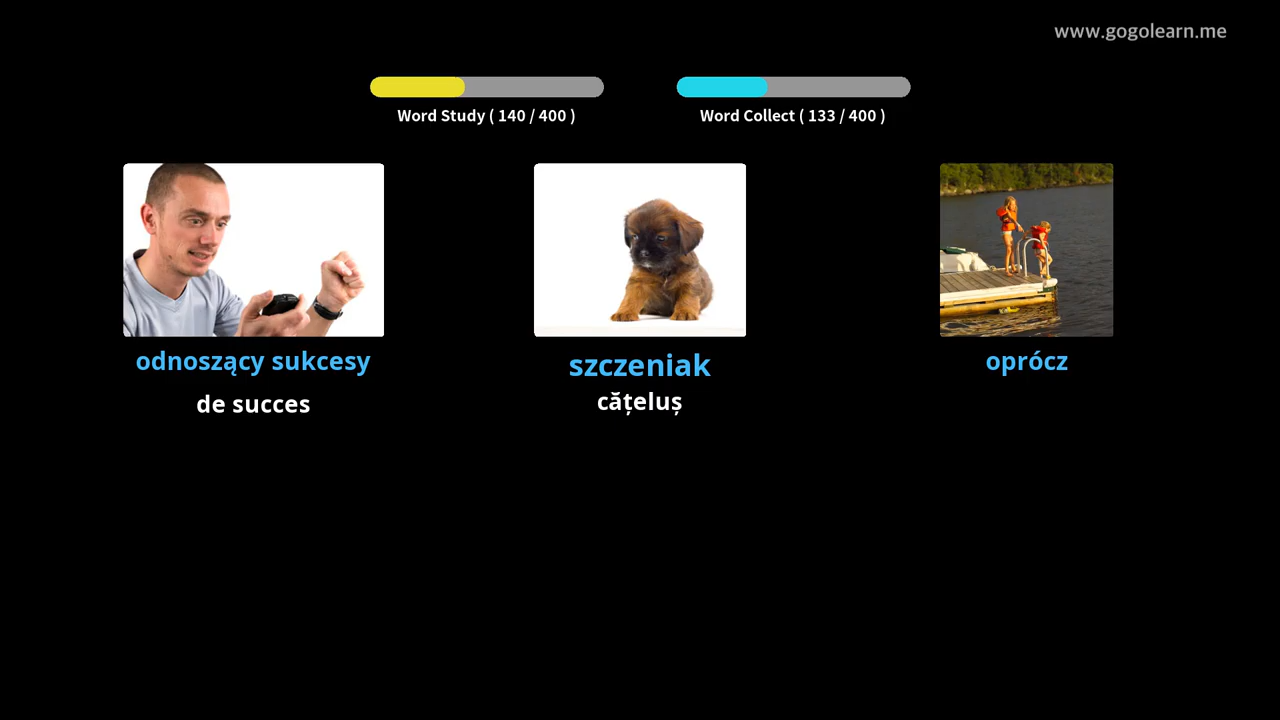 www.gogolearn.me
Word Study ( 140 / 400 )
Word Collect ( 133 / 400 )
odnoszący sukcesy
de succes
szczeniak
cățeluș
oprócz